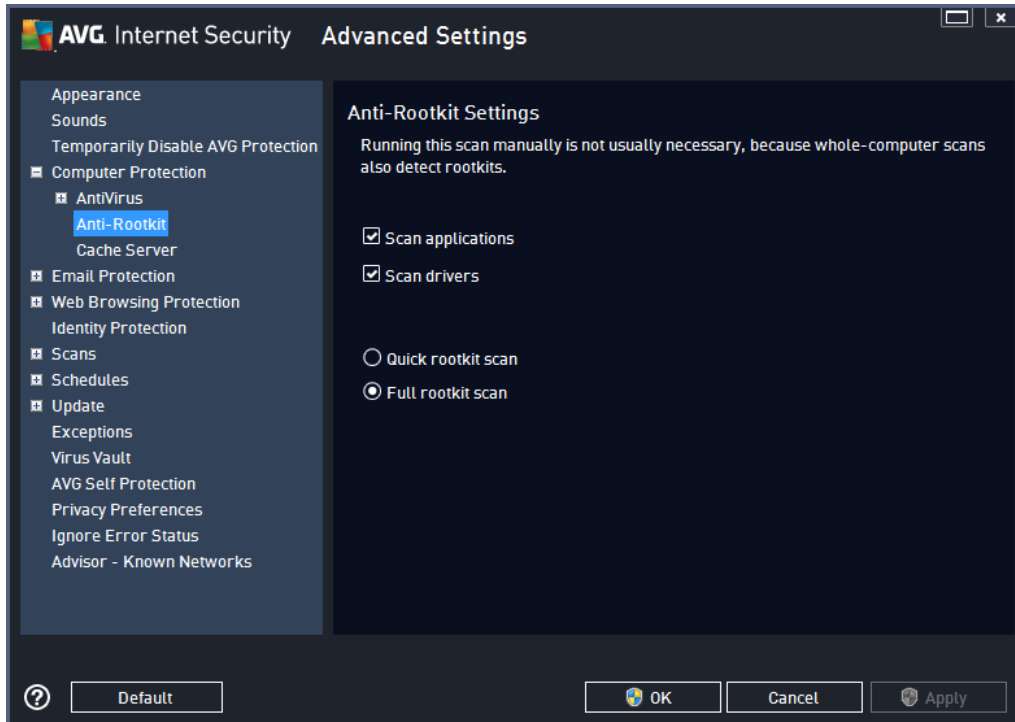 AVG. Internet Security Advanced Settings
Appearance
Sounds
Temporarily Disable AVG Protection
Computer Protection
AntiVirus
Anti-Rootkit
Cache Server
Email Protection
Web Browsing Protection
Identity Protection
Scans
Schedules
Update
Exceptions
Virus Vault
AVG Self Protection
Privacy Preferences
Ignore Error Status
Advisor - Known Networks
Anti-Rootkit Settings
Running this scan manually is not usually necessary, because whole-computer scans
also detect rootkits.
Scan applications
Scan drivers
Quick rootkit scan
Full rootkit scan
? Default OK Cancel Apply